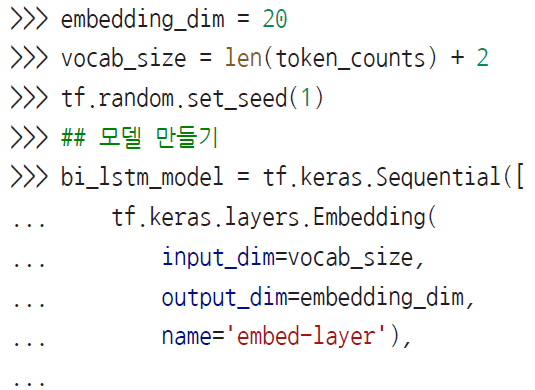 >>> embedding_dim = 20
>>> vocab_size = len(token_counts) + 2
>>> tf.random.set_seed(1)
>>> ## 모델 만들기
>>> bi_lstm_model = tf.keras.Sequential([
...     tf.keras.layers.Embedding(
...         input_dim=vocab_size,
...         output_dim=embedding_dim,
...         name='embed-layer'),
...